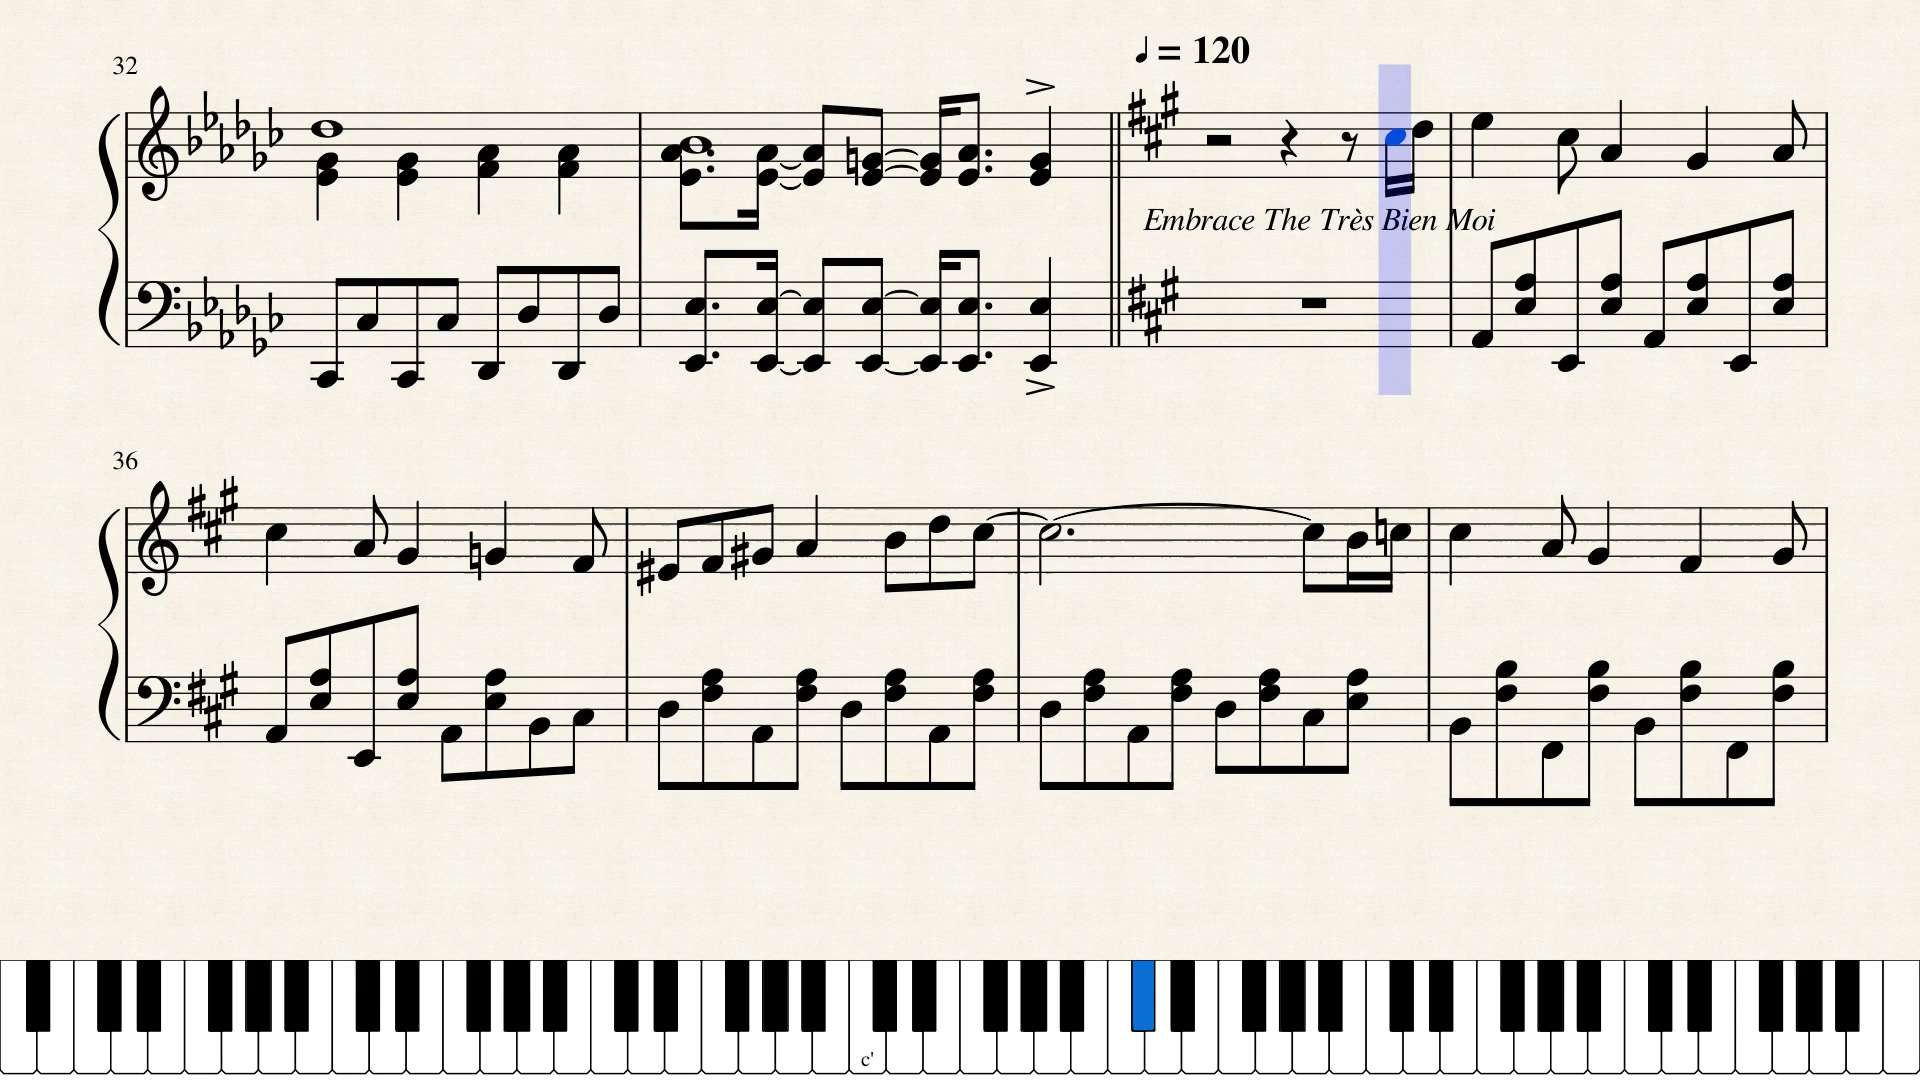 32
♩ = 120
Embrace The Très Bien Moi
36
c'